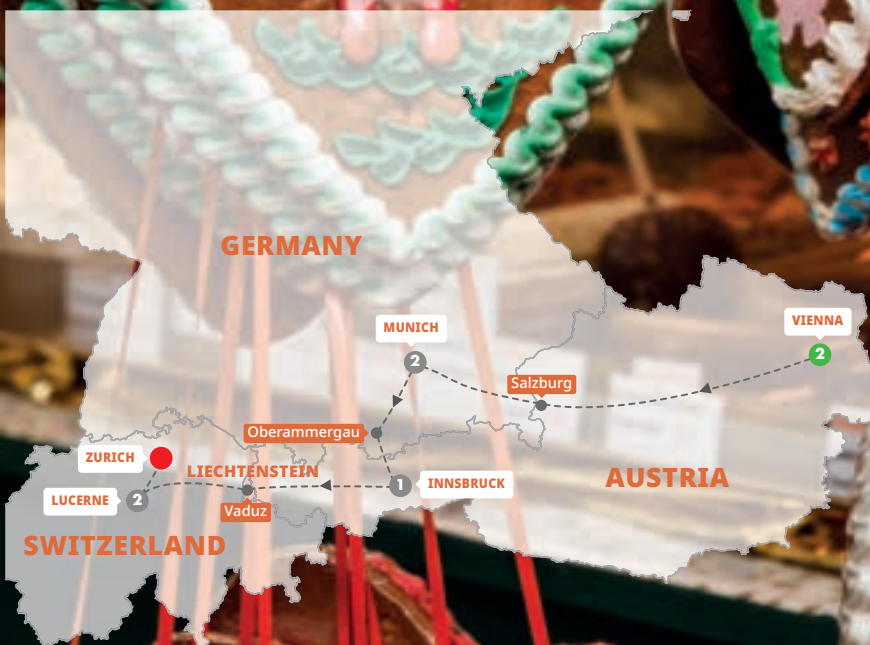 GERMANY
MUNICH
2
VIENNA
2
Salzburg
Oberammergau
ZURICH
LIECHTENSTEIN
1
INNSBRUCK
AUSTRIA
LUCERNE
2
Vaduz
SWITZERLAND